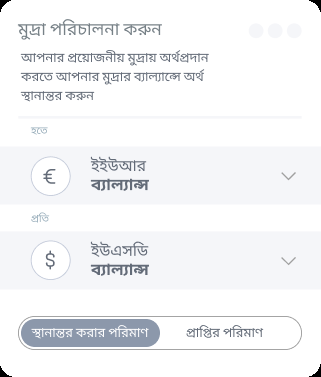 মুদ্রা পরিচালনা করুন
আপনার প্রয়োজনীয় মুদ্রায় অর্থপ্রদান
করতে আপনার মুদ্রার ব্যাল্যান্সে অর্থ
স্থানান্তর করুন
হতে
€ ইইউআর
ব্যাল্যান্স
প্রতি
$ ইউএসডি
ব্যাল্যান্স
স্থানান্তর করার পরিমাণ প্রাপ্তির পরিমাণ